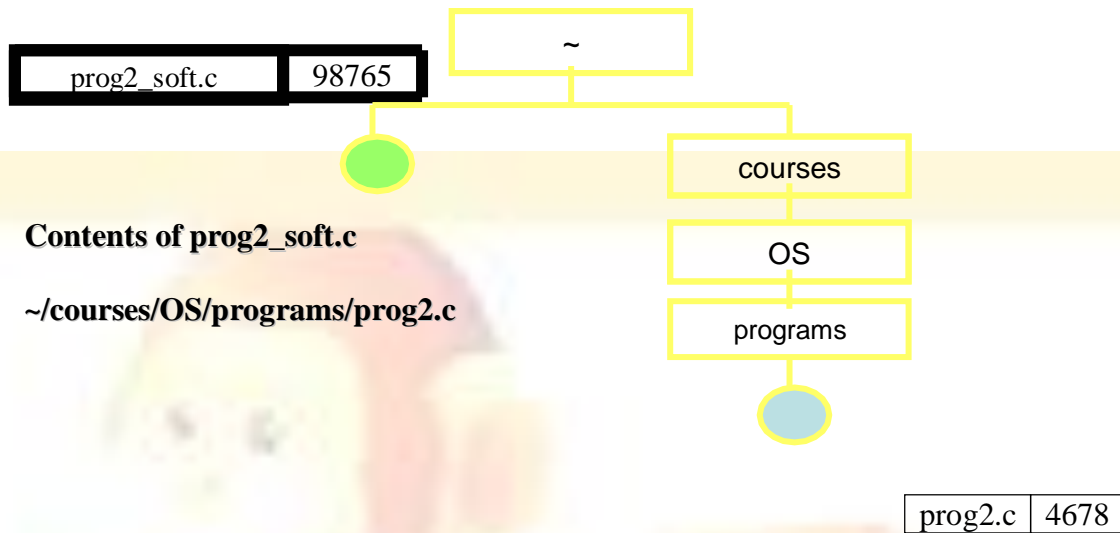 ~
prog2_soft.c 98765
courses
Contents of prog2_soft.c
OS
~/courses/OS/programs/prog2.c
programs
prog2.c 4678